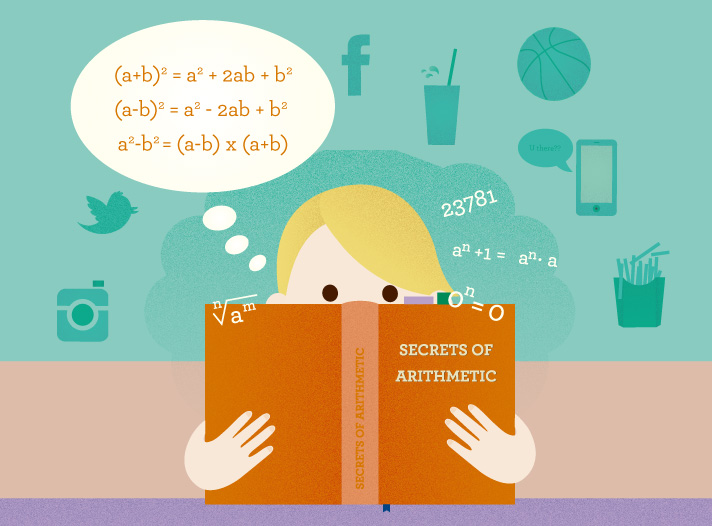 (a+b)² = a² + 2ab + b²
(a-b)² = a² - 2ab + b²
a²-b² = (a-b) x (a+b)
f
23781
aⁿ +1 = aⁿ· a
ⁿ√aᵐ
0ⁿ = 0
SECRETS OF
ARITHMETIC
SECRETS OF ARITHMETIC